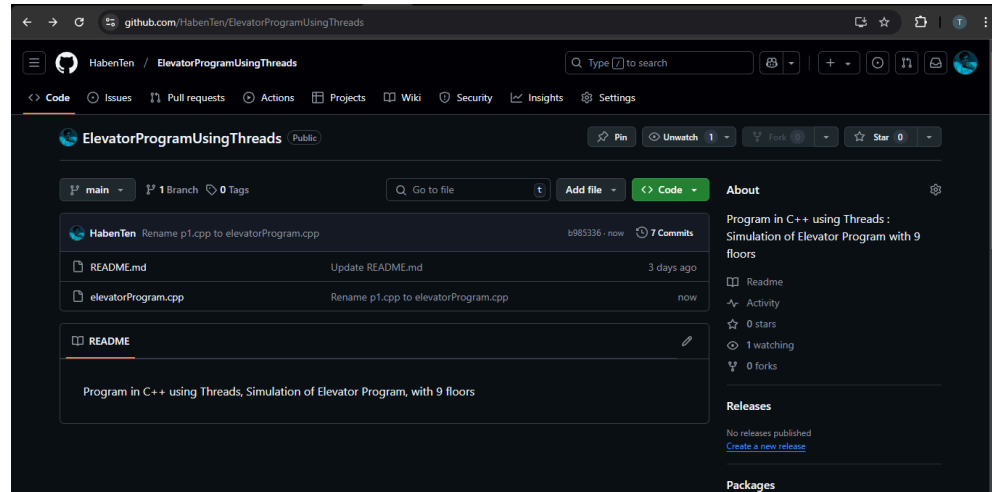 github.com/HabenTen/ElevatorProgramUsingThreads
T
HabenTen / ElevatorProgramUsingThreads
Type / to search
Code Issues Pull requests Actions Projects Wiki Security Insights Settings
ElevatorProgramUsingThreads Public
Pin Unwatch 1 Fork 0 Star 0
main 1 Branch 0 Tags
Go to file t
Add file
Code
HabenTen Rename p1.cpp to elevatorProgram.cpp b985336 · now 7 Commits
README.md Update README.md 3 days ago
elevatorProgram.cpp Rename p1.cpp to elevatorProgram.cpp now
README
Program in C++ using Threads, Simulation of Elevator Program, with 9 floors
About
Program in C++ using Threads :
Simulation of Elevator Program with 9
floors
Readme
Activity
0 stars
1 watching
0 forks
Releases
No releases published
Create a new release
Packages